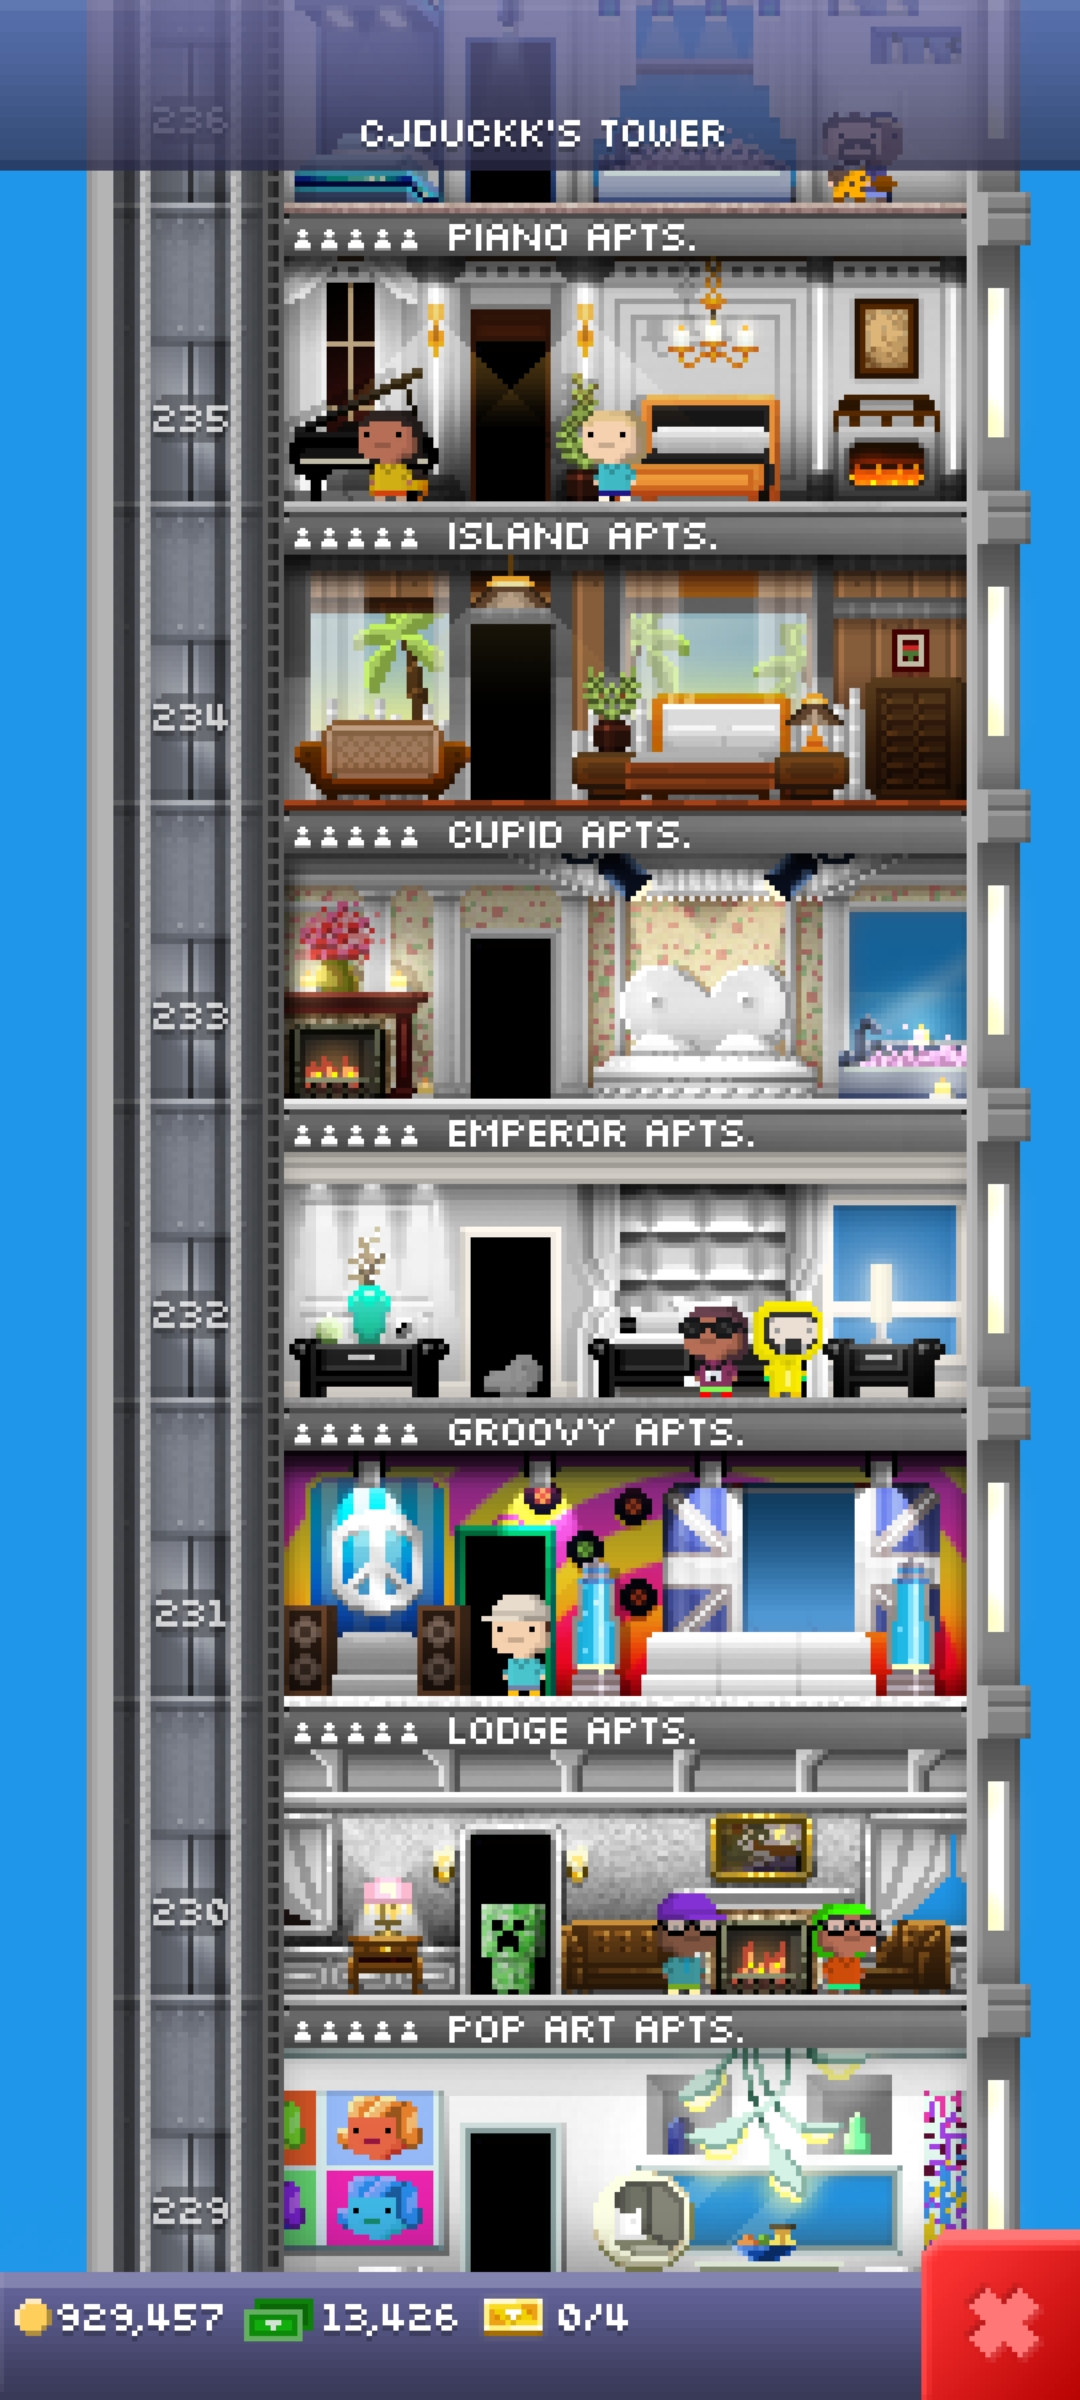 236
CJDUCKK'S TOWER
PIANO APTS.
235
ISLAND APTS.
234
CUPID APTS.
233
EMPEROR APTS.
232
GROOVY APTS.
231
LODGE APTS.
230
POP ART APTS.
229
929,457 13,426 0/4